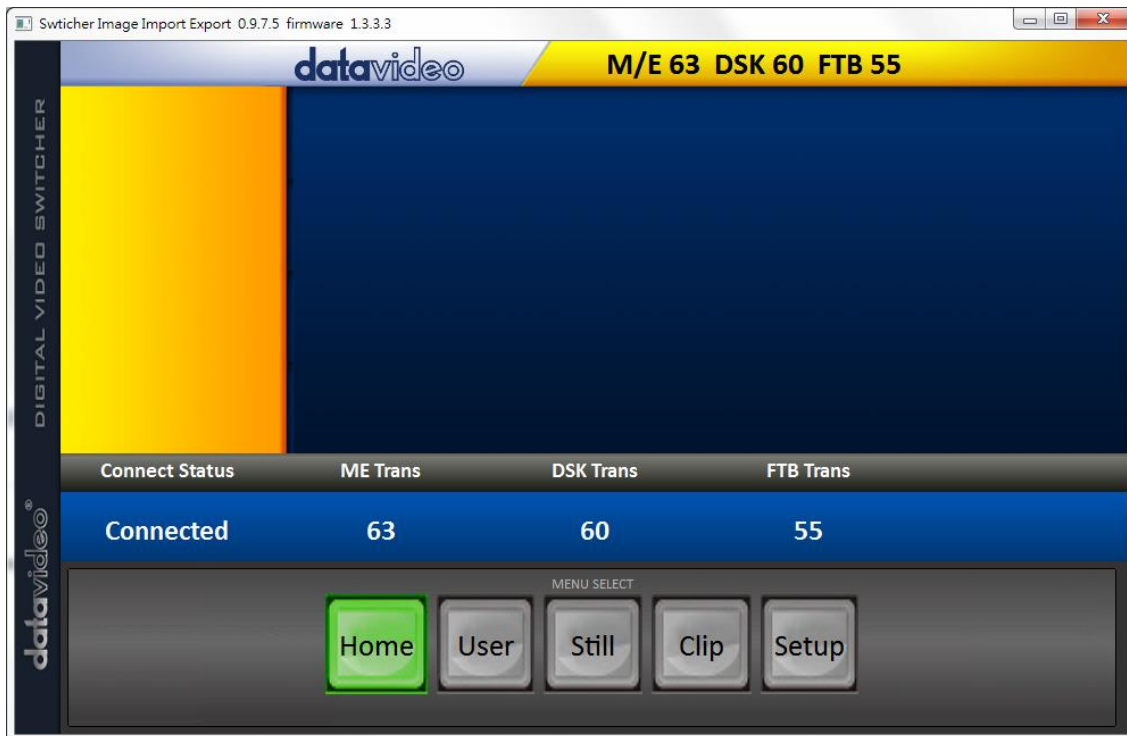 Swticher Image Import Export 0.9.7.5 firmware 1.3.3.3
datavideo
M/E 63 DSK 60 FTB 55
DIGITAL VIDEO SWITCHER
datavideo®
Connect Status ME Trans DSK Trans FTB Trans
Connected 63 60 55
MENU SELECT
Home User Still Clip Setup